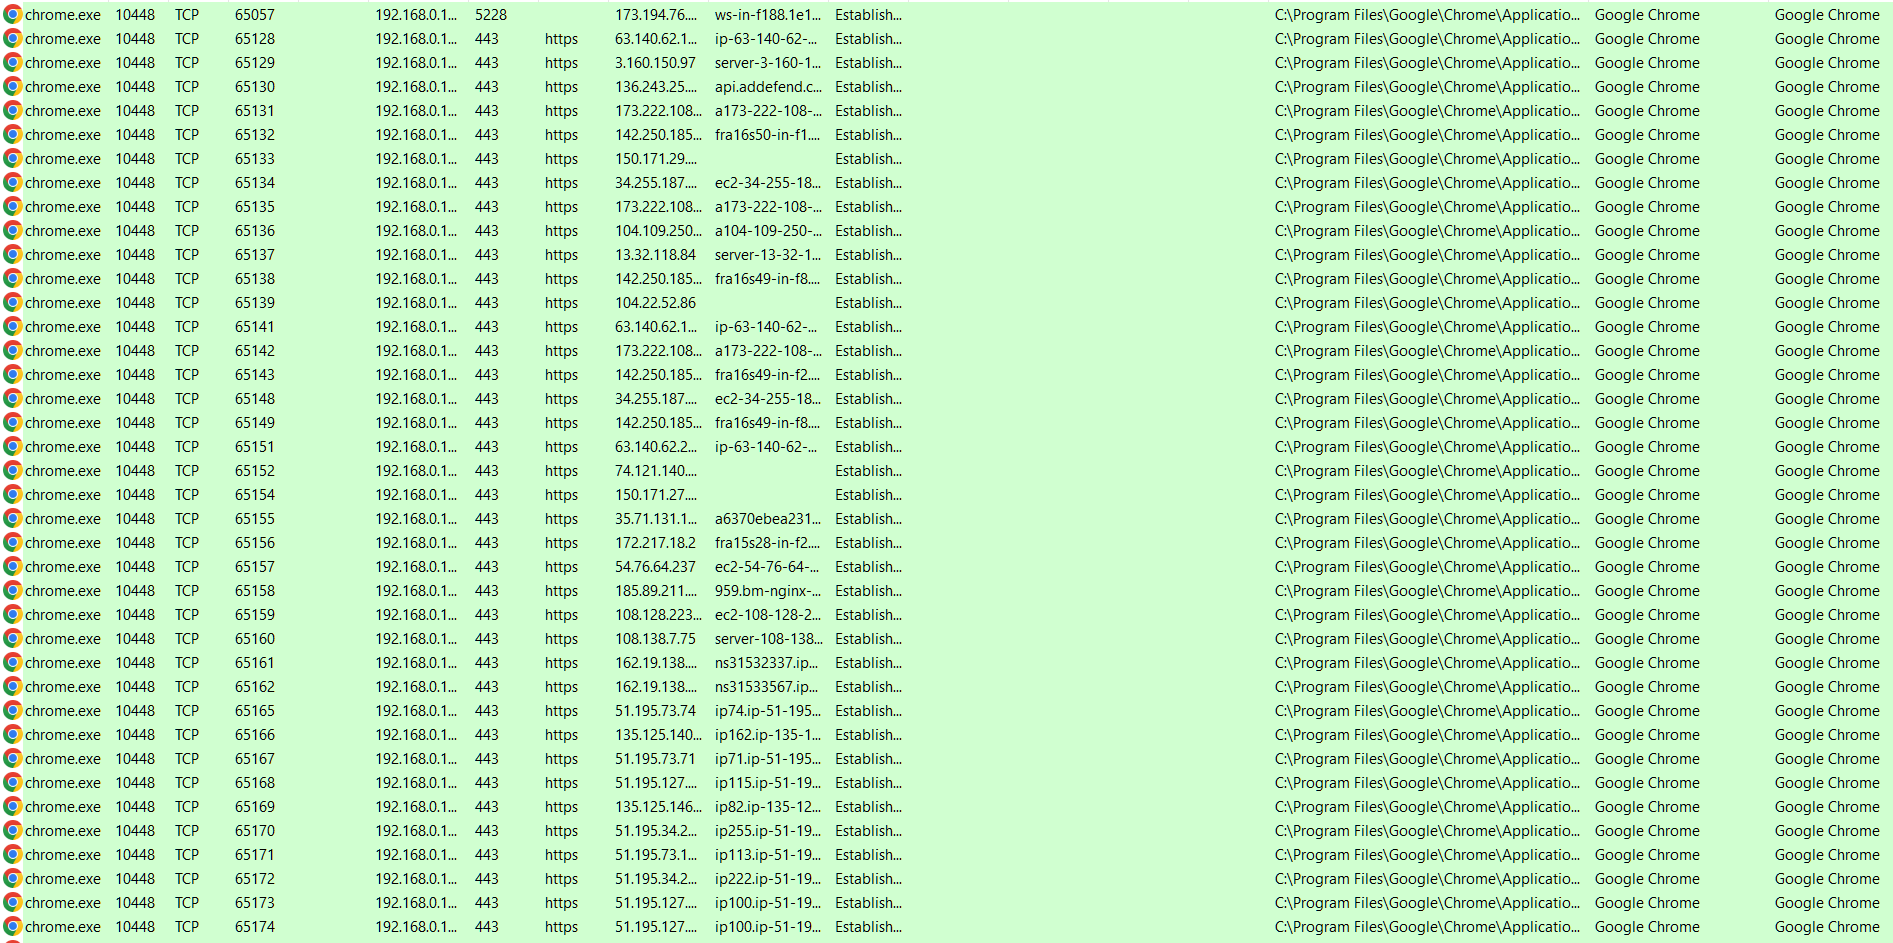 chrome.exe 10448 TCP 65057 192.168.0.1... 5228 173.194.76.... ws-in-f188.1e1... Establish... C:\Program Files\Google\Chrome\Applicatio... Google Chrome Google Chrome
chrome.exe 10448 TCP 65128 192.168.0.1... 443 https 63.140.62.1... ip-63-140-62-... Establish... C:\Program Files\Google\Chrome\Applicatio... Google Chrome Google Chrome
chrome.exe 10448 TCP 65129 192.168.0.1... 443 https 3.160.150.97 server-3-160-1... Establish... C:\Program Files\Google\Chrome\Applicatio... Google Chrome Google Chrome
chrome.exe 10448 TCP 65130 192.168.0.1... 443 https 136.243.25.... api.addefend.c... Establish... C:\Program Files\Google\Chrome\Applicatio... Google Chrome Google Chrome
chrome.exe 10448 TCP 65131 192.168.0.1... 443 https 173.222.108... a173-222-108-... Establish... C:\Program Files\Google\Chrome\Applicatio... Google Chrome Google Chrome
chrome.exe 10448 TCP 65132 192.168.0.1... 443 https 142.250.185... fra16s50-in-f1.... Establish... C:\Program Files\Google\Chrome\Applicatio... Google Chrome Google Chrome
chrome.exe 10448 TCP 65133 192.168.0.1... 443 https 150.171.29.... Establish... C:\Program Files\Google\Chrome\Applicatio... Google Chrome Google Chrome
chrome.exe 10448 TCP 65134 192.168.0.1... 443 https 34.255.187.... ec2-34-255-18... Establish... C:\Program Files\Google\Chrome\Applicatio... Google Chrome Google Chrome
chrome.exe 10448 TCP 65135 192.168.0.1... 443 https 173.222.108... a173-222-108-... Establish... C:\Program Files\Google\Chrome\Applicatio... Google Chrome Google Chrome
chrome.exe 10448 TCP 65136 192.168.0.1... 443 https 104.109.250... a104-109-250-... Establish... C:\Program Files\Google\Chrome\Applicatio... Google Chrome Google Chrome
chrome.exe 10448 TCP 65137 192.168.0.1... 443 https 13.32.118.84 server-13-32-1... Establish... C:\Program Files\Google\Chrome\Applicatio... Google Chrome Google Chrome
chrome.exe 10448 TCP 65138 192.168.0.1... 443 https 142.250.185... fra16s49-in-f8.... Establish... C:\Program Files\Google\Chrome\Applicatio... Google Chrome Google Chrome
chrome.exe 10448 TCP 65139 192.168.0.1... 443 https 104.22.52.86 Establish... C:\Program Files\Google\Chrome\Applicatio... Google Chrome Google Chrome
chrome.exe 10448 TCP 65141 192.168.0.1... 443 https 63.140.62.1... ip-63-140-62-... Establish... C:\Program Files\Google\Chrome\Applicatio... Google Chrome Google Chrome
chrome.exe 10448 TCP 65142 192.168.0.1... 443 https 173.222.108... a173-222-108-... Establish... C:\Program Files\Google\Chrome\Applicatio... Google Chrome Google Chrome
chrome.exe 10448 TCP 65143 192.168.0.1... 443 https 142.250.185... fra16s49-in-f2.... Establish... C:\Program Files\Google\Chrome\Applicatio... Google Chrome Google Chrome
chrome.exe 10448 TCP 65148 192.168.0.1... 443 https 34.255.187.... ec2-34-255-18... Establish... C:\Program Files\Google\Chrome\Applicatio... Google Chrome Google Chrome
chrome.exe 10448 TCP 65149 192.168.0.1... 443 https 142.250.185... fra16s49-in-f8.... Establish... C:\Program Files\Google\Chrome\Applicatio... Google Chrome Google Chrome
chrome.exe 10448 TCP 65151 192.168.0.1... 443 https 63.140.62.2... ip-63-140-62-... Establish... C:\Program Files\Google\Chrome\Applicatio... Google Chrome Google Chrome
chrome.exe 10448 TCP 65152 192.168.0.1... 443 https 74.121.140.... Establish... C:\Program Files\Google\Chrome\Applicatio... Google Chrome Google Chrome
chrome.exe 10448 TCP 65154 192.168.0.1... 443 https 150.171.27.... Establish... C:\Program Files\Google\Chrome\Applicatio... Google Chrome Google Chrome
chrome.exe 10448 TCP 65155 192.168.0.1... 443 https 35.71.131.1... a6370ebea231... Establish... C:\Program Files\Google\Chrome\Applicatio... Google Chrome Google Chrome
chrome.exe 10448 TCP 65156 192.168.0.1... 443 https 172.217.18.2 fra15s28-in-f2.... Establish... C:\Program Files\Google\Chrome\Applicatio... Google Chrome Google Chrome
chrome.exe 10448 TCP 65157 192.168.0.1... 443 https 54.76.64.237 ec2-54-76-64-... Establish... C:\Program Files\Google\Chrome\Applicatio... Google Chrome Google Chrome
chrome.exe 10448 TCP 65158 192.168.0.1... 443 https 185.89.211.... 959.bm-nginx-... Establish... C:\Program Files\Google\Chrome\Applicatio... Google Chrome Google Chrome
chrome.exe 10448 TCP 65159 192.168.0.1... 443 https 108.128.223... ec2-108-128-2... Establish... C:\Program Files\Google\Chrome\Applicatio... Google Chrome Google Chrome
chrome.exe 10448 TCP 65160 192.168.0.1... 443 https 108.138.7.75 server-108-138... Establish... C:\Program Files\Google\Chrome\Applicatio... Google Chrome Google Chrome
chrome.exe 10448 TCP 65161 192.168.0.1... 443 https 162.19.138.... ns31532337.ip... Establish... C:\Program Files\Google\Chrome\Applicatio... Google Chrome Google Chrome
chrome.exe 10448 TCP 65162 192.168.0.1... 443 https 162.19.138.... ns31533567.ip... Establish... C:\Program Files\Google\Chrome\Applicatio... Google Chrome Google Chrome
chrome.exe 10448 TCP 65165 192.168.0.1... 443 https 51.195.73.74 ip74.ip-51-195... Establish... C:\Program Files\Google\Chrome\Applicatio... Google Chrome Google Chrome
chrome.exe 10448 TCP 65166 192.168.0.1... 443 https 135.125.140... ip162.ip-135-1... Establish... C:\Program Files\Google\Chrome\Applicatio... Google Chrome Google Chrome
chrome.exe 10448 TCP 65167 192.168.0.1... 443 https 51.195.73.71 ip71.ip-51-195... Establish... C:\Program Files\Google\Chrome\Applicatio... Google Chrome Google Chrome
chrome.exe 10448 TCP 65168 192.168.0.1... 443 https 51.195.127.... ip115.ip-51-19... Establish... C:\Program Files\Google\Chrome\Applicatio... Google Chrome Google Chrome
chrome.exe 10448 TCP 65169 192.168.0.1... 443 https 135.125.146... ip82.ip-135-12... Establish... C:\Program Files\Google\Chrome\Applicatio... Google Chrome Google Chrome
chrome.exe 10448 TCP 65170 192.168.0.1... 443 https 51.195.34.2... ip255.ip-51-19... Establish... C:\Program Files\Google\Chrome\Applicatio... Google Chrome Google Chrome
chrome.exe 10448 TCP 65171 192.168.0.1... 443 https 51.195.73.1... ip113.ip-51-19... Establish... C:\Program Files\Google\Chrome\Applicatio... Google Chrome Google Chrome
chrome.exe 10448 TCP 65172 192.168.0.1... 443 https 51.195.34.2... ip222.ip-51-19... Establish... C:\Program Files\Google\Chrome\Applicatio... Google Chrome Google Chrome
chrome.exe 10448 TCP 65173 192.168.0.1... 443 https 51.195.127.... ip100.ip-51-19... Establish... C:\Program Files\Google\Chrome\Applicatio... Google Chrome Google Chrome
chrome.exe 10448 TCP 65174 192.168.0.1... 443 https 51.195.127.... ip100.ip-51-19... Establish... C:\Program Files\Google\Chrome\Applicatio... Google Chrome Google Chrome